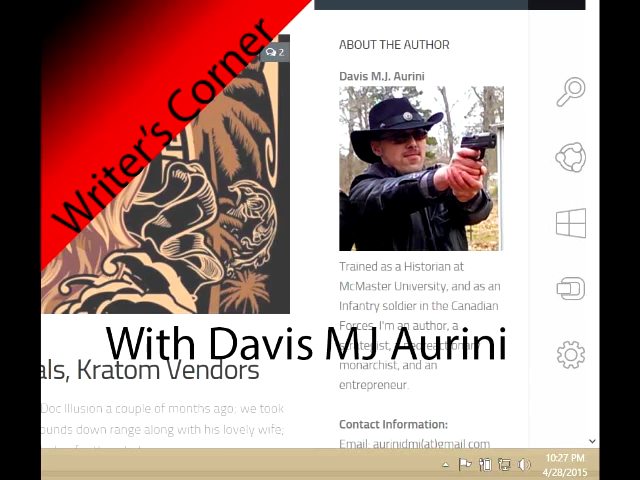 Writer's Corner
2
ABOUT THE AUTHOR
Davis M.J. Aurini
Trained as a Historian at
McMaster University, and as an
Infantry soldier in the Canadian
Forces, I'm an author, a
monarchist, and an
entrepreneur.
With Davis MJ Aurini
als, Kratom Vendors
Doc Illusion a couple of months ago; we took
ounds down range along with his lovely wife;
Contact Information:
Email: aurinidmj(at)gmail.com
10:27 PM
4/28/2015